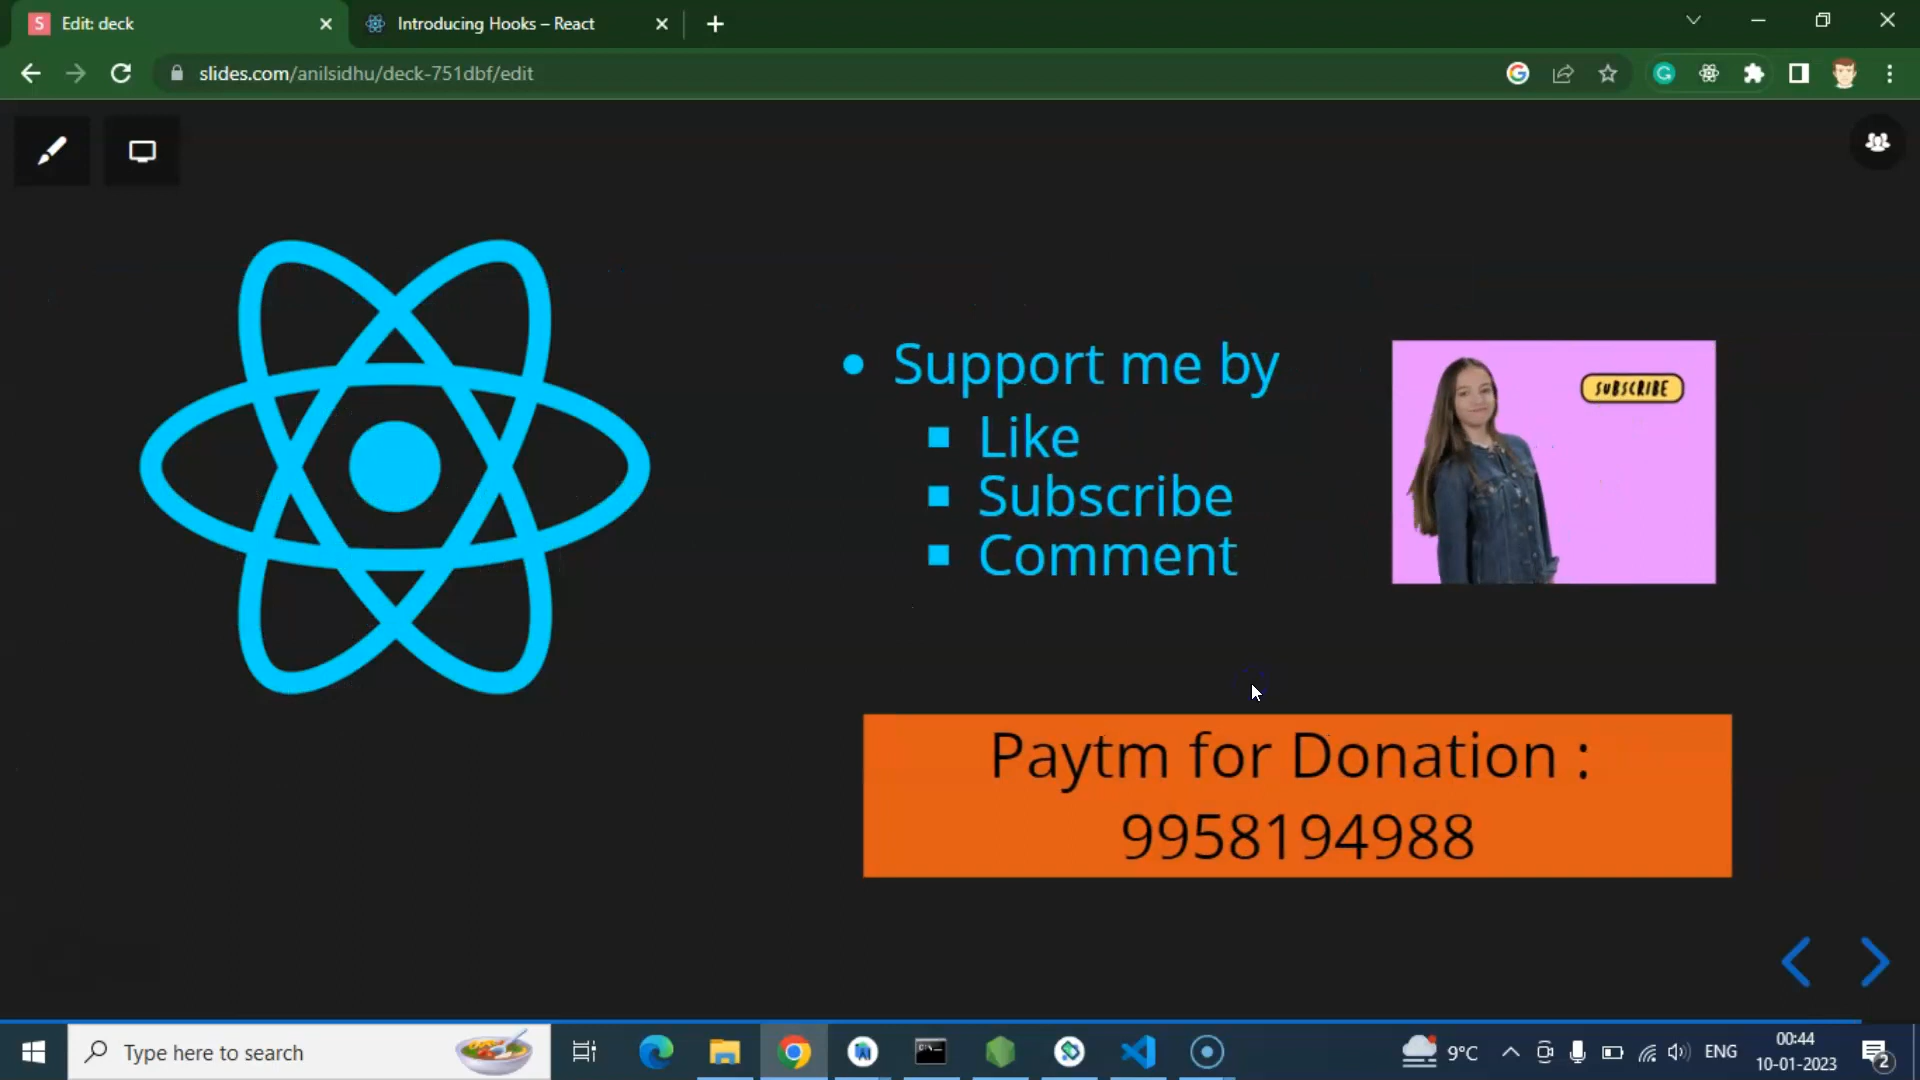 S Edit: deck
Introducing Hooks – React
slides.com/anilsidhu/deck-751dbf/edit
Support me by
Like
Subscribe
Comment
SUBSCRIBE
Paytm for Donation :
9958194988
Type here to search
9°C
ENG
00:44
10-01-2023
2